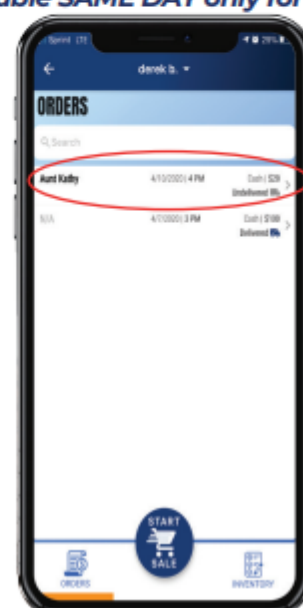 able SAME DAY only for
Sprint LTE
derek b.
ORDERS
Search
Aunt Kathy 4/10/2020 | 4 PM Cash | $20
Undelivered
N/A 4/7/2020 | 3 PM Cash | $100
Delivered
START
SALE
ORDERS
INVENTORY